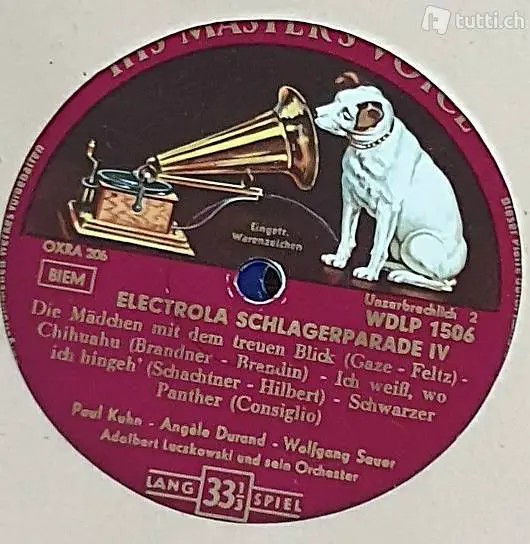 tutti.ch
HIS MASTER'S VOICE
Eingetr.
Warenzeichen
OXRA 206
BIEM
Unzerbrechlich 2
WDLP 1506
ELECTROLA SCHLAGERPARADE IV
Die Mädchen mit dem treuen Blick (Gaze - Feltz) -
Chihuahu (Brandner - Brandin) - Ich weiß, wo
ich hingeh' (Schachtner - Hilbert) - Schwarzer
Panther (Consiglio)
Paul Kuhn - Angèle Durand - Wolfgang Sauer
Adalbert Luczkowski und sein Orchester
LANG 33 1/3 SPIEL